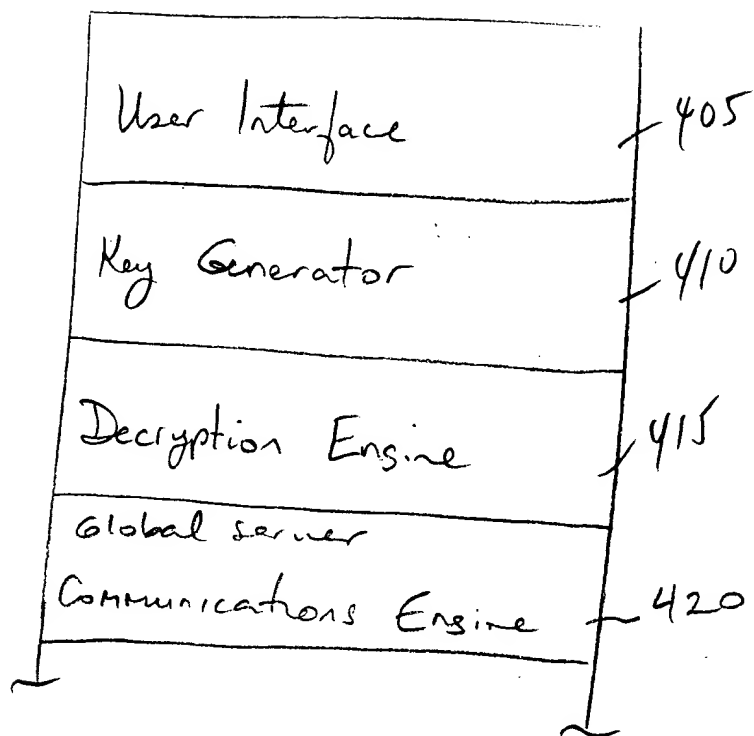 User Interface 405
Key Generator 410
Decryption Engine 415
Global server
Communications Engine 420